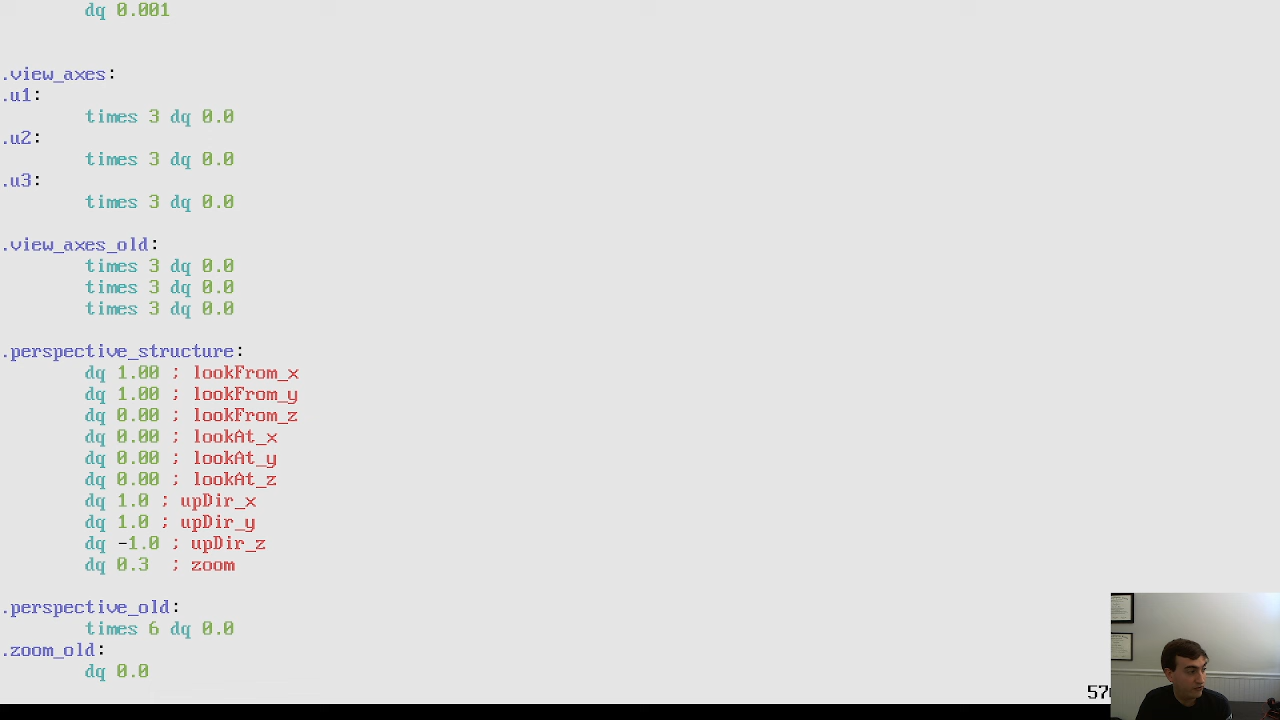 dq 0.001
.view_axes:
.u1:
times 3 dq 0.0
.u2:
times 3 dq 0.0
.u3:
times 3 dq 0.0
.view_axes_old:
times 3 dq 0.0
times 3 dq 0.0
times 3 dq 0.0
.perspective_structure:
dq 1.00 ; lookFrom_x
dq 1.00 ; lookFrom_y
dq 0.00 ; lookFrom_z
dq 0.00 ; lookAt_x
dq 0.00 ; lookAt_y
dq 0.00 ; lookAt_z
dq 1.0 ; upDir_x
dq 1.0 ; upDir_y
dq -1.0 ; upDir_z
dq 0.3  ; zoom
.perspective_old:
times 6 dq 0.0
.zoom_old:
dq 0.0